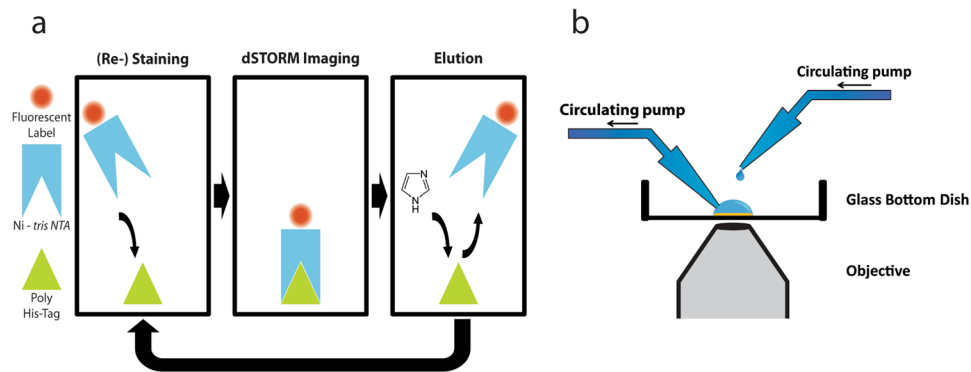 a
(Re-) Staining
dSTORM Imaging
Elution
Fluorescent
Label
Ni - tris NTA
Poly
His-Tag
N
N
H
b
Circulating pump
Circulating pump
Glass Bottom Dish
Objective